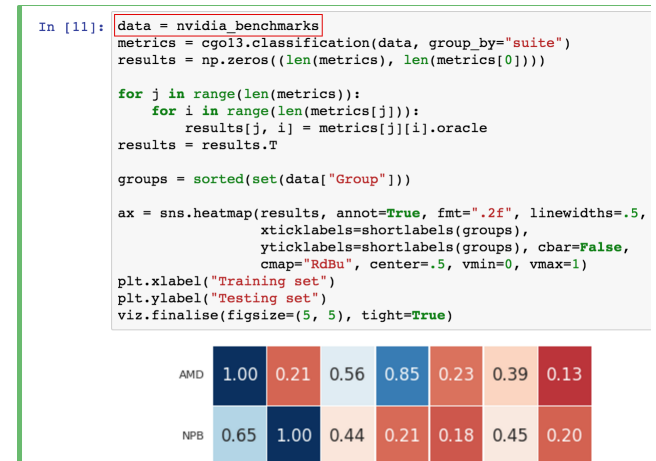 In [11]: data = nvidia_benchmarks
metrics = cgo13.classification(data, group_by="suite")
results = np.zeros((len(metrics), len(metrics[0])))
for j in range(len(metrics)):
for i in range(len(metrics[j])):
results[j, i] = metrics[j][i].oracle
results = results.T
groups = sorted(set(data["Group"]))
ax = sns.heatmap(results, annot=True, fmt=".2f", linewidths=.5,
xticklabels=shortlabels(groups),
yticklabels=shortlabels(groups), cbar=False,
cmap="RdBu", center=.5, vmin=0, vmax=1)
plt.xlabel("Training set")
plt.ylabel("Testing set")
viz.finalise(figsize=(5, 5), tight=True)
AMD 1.00 0.21 0.56 0.85 0.23 0.39 0.13
NPB 0.65 1.00 0.44 0.21 0.18 0.45 0.20